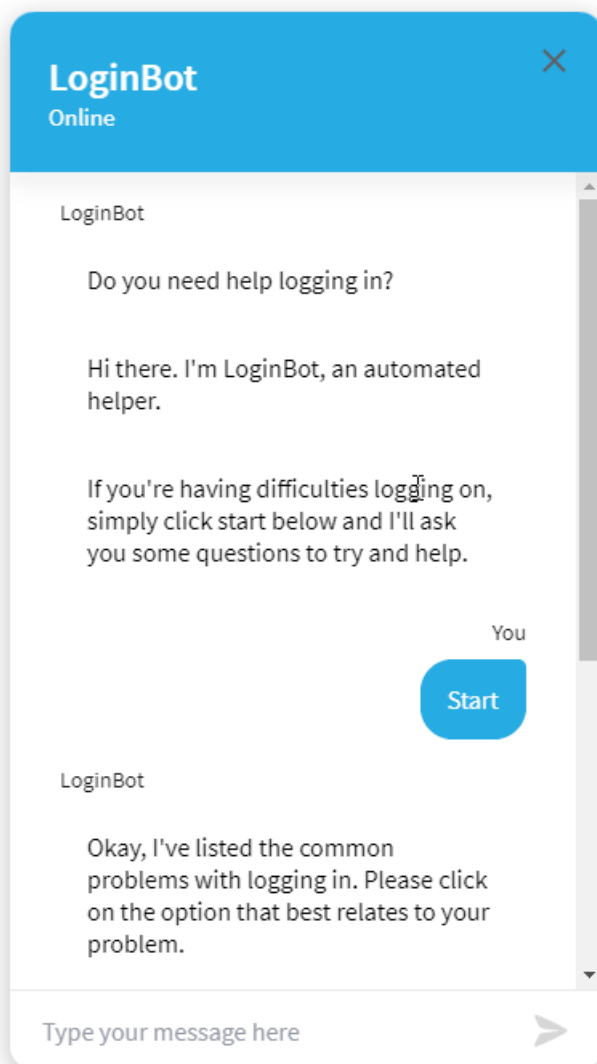 LoginBot
Online
LoginBot
Do you need help logging in?
Hi there. I'm LoginBot, an automated
helper.
If you're having difficulties logging on,
simply click start below and I'll ask
you some questions to try and help.
You
Start
LoginBot
Okay, I've listed the common
problems with logging in. Please click
on the option that best relates to your
problem.
Type your message here